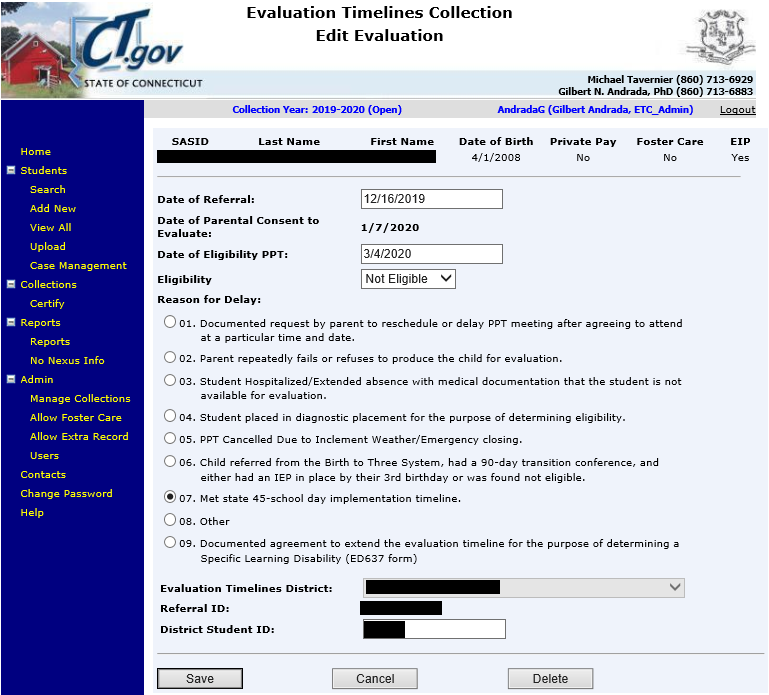 Evaluation Timelines Collection
Edit Evaluation
CT.gov
STATE OF CONNECTICUT
Michael Tavernier (860) 713-6929
Gilbert N. Andrada, PhD (860) 713-6883
Collection Year: 2019-2020 (Open) AndradaG (Gilbert Andrada, ETC_Admin) Logout
Home
Students
Search
Add New
View All
Upload
Case Management
Collections
Certify
Reports
Reports
No Nexus Info
Admin
Manage Collections
Allow Foster Care
Allow Extra Record
Users
Contacts
Change Password
Help
SASID Last Name First Name Date of Birth Private Pay Foster Care EIP
4/1/2008 No No Yes
Date of Referral: 12/16/2019
Date of Parental Consent to
Evaluate: 1/7/2020
Date of Eligibility PPT: 3/4/2020
Eligibility Not Eligible
Reason for Delay:
01. Documented request by parent to reschedule or delay PPT meeting after agreeing to attend
at a particular time and date.
02. Parent repeatedly fails or refuses to produce the child for evaluation.
03. Student Hospitalized/Extended absence with medical documentation that the student is not
available for evaluation.
04. Student placed in diagnostic placement for the purpose of determining eligibility.
05. PPT Cancelled Due to Inclement Weather/Emergency closing.
06. Child referred from the Birth to Three System, had a 90-day transition conference, and
either had an IEP in place by their 3rd birthday or was found not eligible.
07. Met state 45-school day implementation timeline.
08. Other
09. Documented agreement to extend the evaluation timeline for the purpose of determining a
Specific Learning Disability (ED637 form)
Evaluation Timelines District:
Referral ID:
District Student ID:
Save Cancel Delete